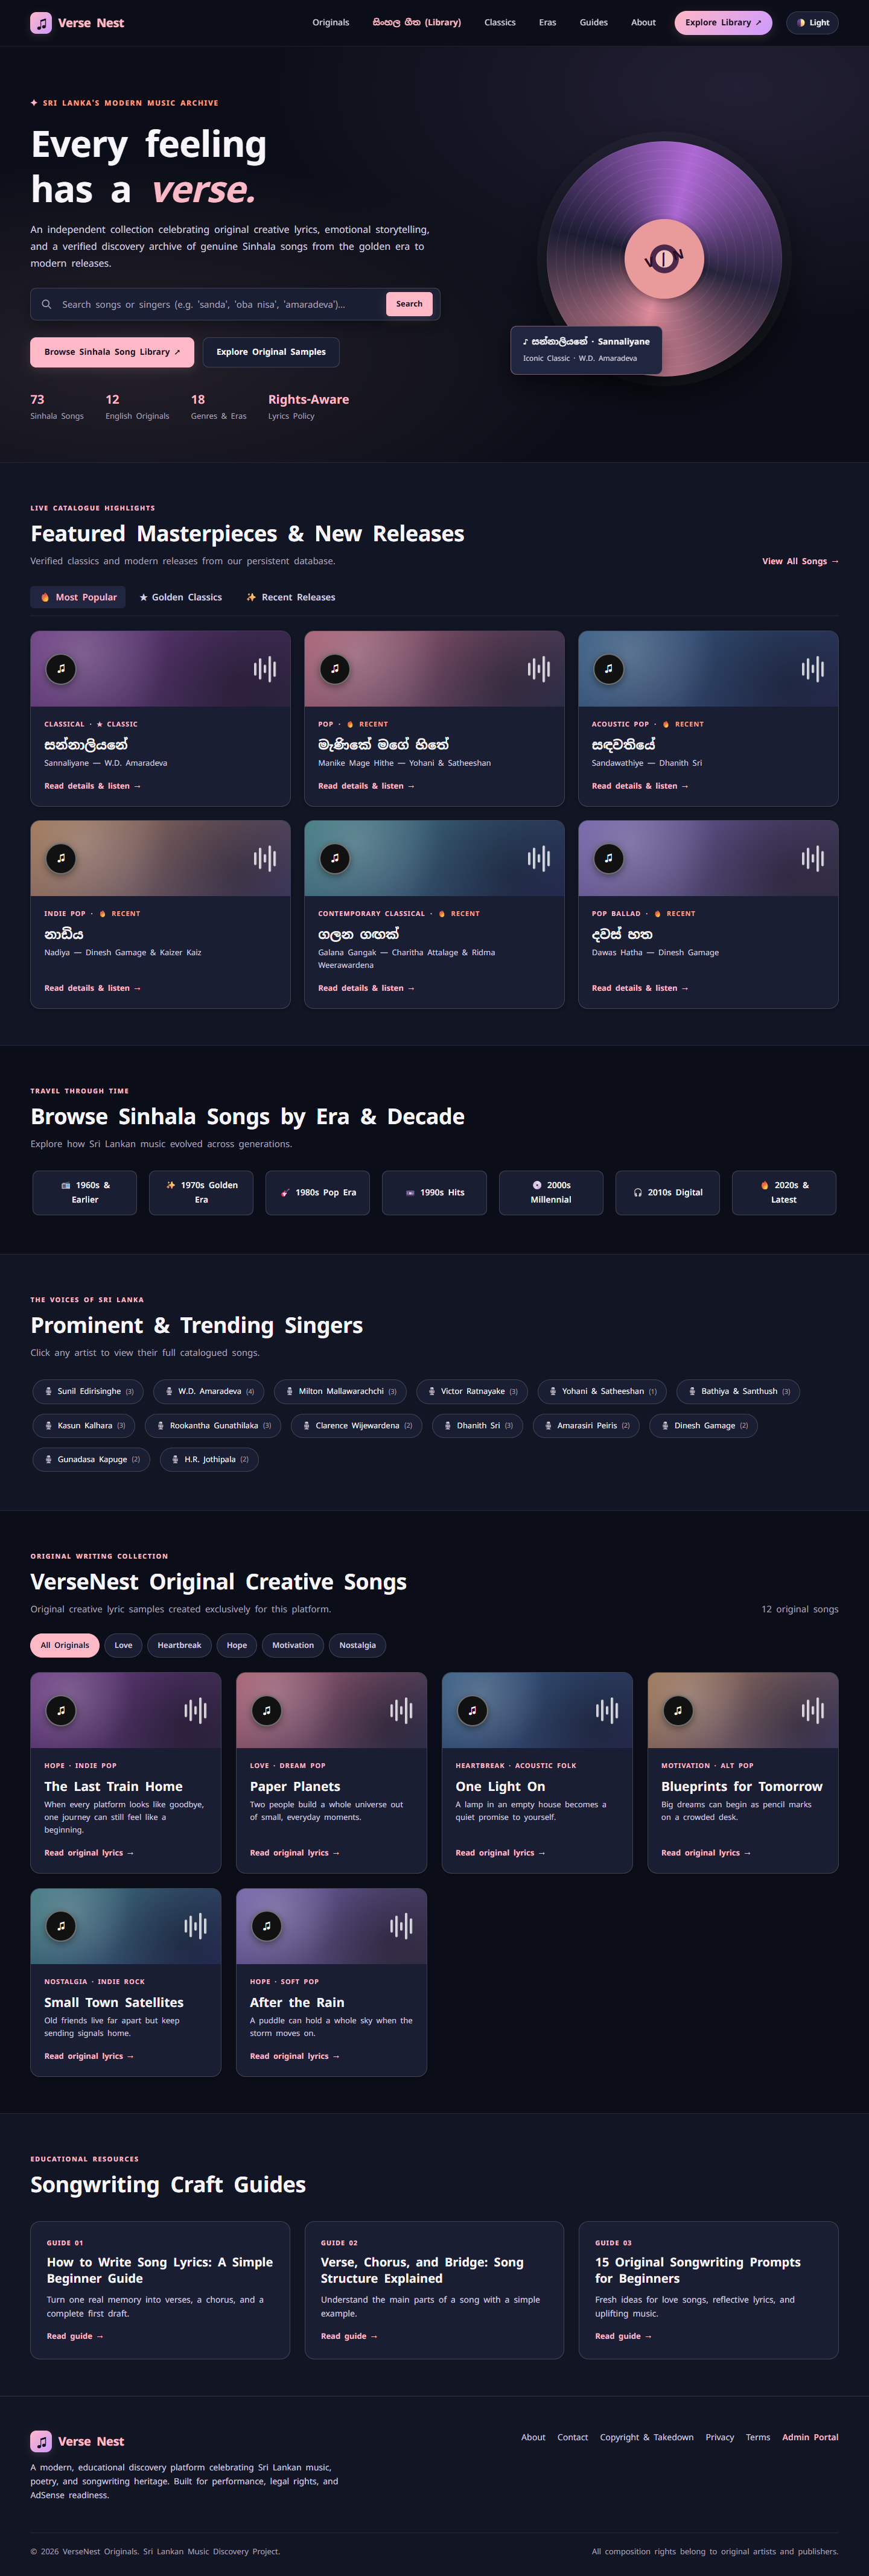 Verse Nest
Originals
සිංහල ගීත (Library)
Classics
Eras
Guides
About
Explore Library ↗
Light
✦ SRI LANKA'S MODERN MUSIC ARCHIVE
Every feeling
has a verse.
An independent collection celebrating original creative lyrics, emotional storytelling,
and a verified discovery archive of genuine Sinhala songs from the golden era to
modern releases.
Search songs or singers (e.g. 'sanda', 'oba nisa', 'amaradeva')...
Search
Browse Sinhala Song Library ↗
Explore Original Samples
♪ සන්නාලියනේ · Sannaliyane
Iconic Classic · W.D. Amaradeva
73
Sinhala Songs
12
English Originals
18
Genres & Eras
Rights-Aware
Lyrics Policy
LIVE CATALOGUE HIGHLIGHTS
Featured Masterpieces & New Releases
Verified classics and modern releases from our persistent database.
View All Songs →
🔥 Most Popular
★ Golden Classics
✨ Recent Releases
CLASSICAL · ★ CLASSIC
සන්නාලියනේ
Sannaliyane — W.D. Amaradeva
Read details & listen →
POP · 🔥 RECENT
මැණිකේ මගේ හිතේ
Manike Mage Hithe — Yohani & Satheeshan
Read details & listen →
ACOUSTIC POP · 🔥 RECENT
සඳවතියේ
Sandawathiye — Dhanith Sri
Read details & listen →
INDIE POP · 🔥 RECENT
නාඩිය
Nadiya — Dinesh Gamage & Kaizer Kaiz
Read details & listen →
CONTEMPORARY CLASSICAL · 🔥 RECENT
ගලන ගඟක්
Galana Gangak — Charitha Attalage & Ridma
Weerawardena
Read details & listen →
POP BALLAD · 🔥 RECENT
දවස් හත
Dawas Hatha — Dinesh Gamage
Read details & listen →
TRAVEL THROUGH TIME
Browse Sinhala Songs by Era & Decade
Explore how Sri Lankan music evolved across generations.
📻 1960s &
Earlier
✨ 1970s Golden
Era
🎸 1980s Pop Era
📼 1990s Hits
💿 2000s
Millennial
🎧 2010s Digital
🔥 2020s &
Latest
THE VOICES OF SRI LANKA
Prominent & Trending Singers
Click any artist to view their full catalogued songs.
Sunil Edirisinghe (3)
W.D. Amaradeva (4)
Milton Mallawarachchi (3)
Victor Ratnayake (3)
Yohani & Satheeshan (1)
Bathiya & Santhush (3)
Kasun Kalhara (3)
Rookantha Gunathilaka (3)
Clarence Wijewardena (2)
Dhanith Sri (3)
Amarasiri Peiris (2)
Dinesh Gamage (2)
Gunadasa Kapuge (2)
H.R. Jothipala (2)
ORIGINAL WRITING COLLECTION
VerseNest Original Creative Songs
Original creative lyric samples created exclusively for this platform.
12 original songs
All Originals
Love
Heartbreak
Hope
Motivation
Nostalgia
HOPE · INDIE POP
The Last Train Home
When every platform looks like goodbye,
one journey can still feel like a
beginning.
Read original lyrics →
LOVE · DREAM POP
Paper Planets
Two people build a whole universe out
of small, everyday moments.
Read original lyrics →
HEARTBREAK · ACOUSTIC FOLK
One Light On
A lamp in an empty house becomes a
quiet promise to yourself.
Read original lyrics →
MOTIVATION · ALT POP
Blueprints for Tomorrow
Big dreams can begin as pencil marks
on a crowded desk.
Read original lyrics →
NOSTALGIA · INDIE ROCK
Small Town Satellites
Old friends live far apart but keep
sending signals home.
Read original lyrics →
HOPE · SOFT POP
After the Rain
A puddle can hold a whole sky when the
storm moves on.
Read original lyrics →
EDUCATIONAL RESOURCES
Songwriting Craft Guides
GUIDE 01
How to Write Song Lyrics: A Simple
Beginner Guide
Turn one real memory into verses, a chorus, and a
complete first draft.
Read guide →
GUIDE 02
Verse, Chorus, and Bridge: Song
Structure Explained
Understand the main parts of a song with a simple
example.
Read guide →
GUIDE 03
15 Original Songwriting Prompts
for Beginners
Fresh ideas for love songs, reflective lyrics, and
uplifting music.
Read guide →
Verse Nest
A modern, educational discovery platform celebrating Sri Lankan music,
poetry, and songwriting heritage. Built for performance, legal rights, and
AdSense readiness.
About
Contact
Copyright & Takedown
Privacy
Terms
Admin Portal
© 2026 VerseNest Originals. Sri Lankan Music Discovery Project.
All composition rights belong to original artists and publishers.